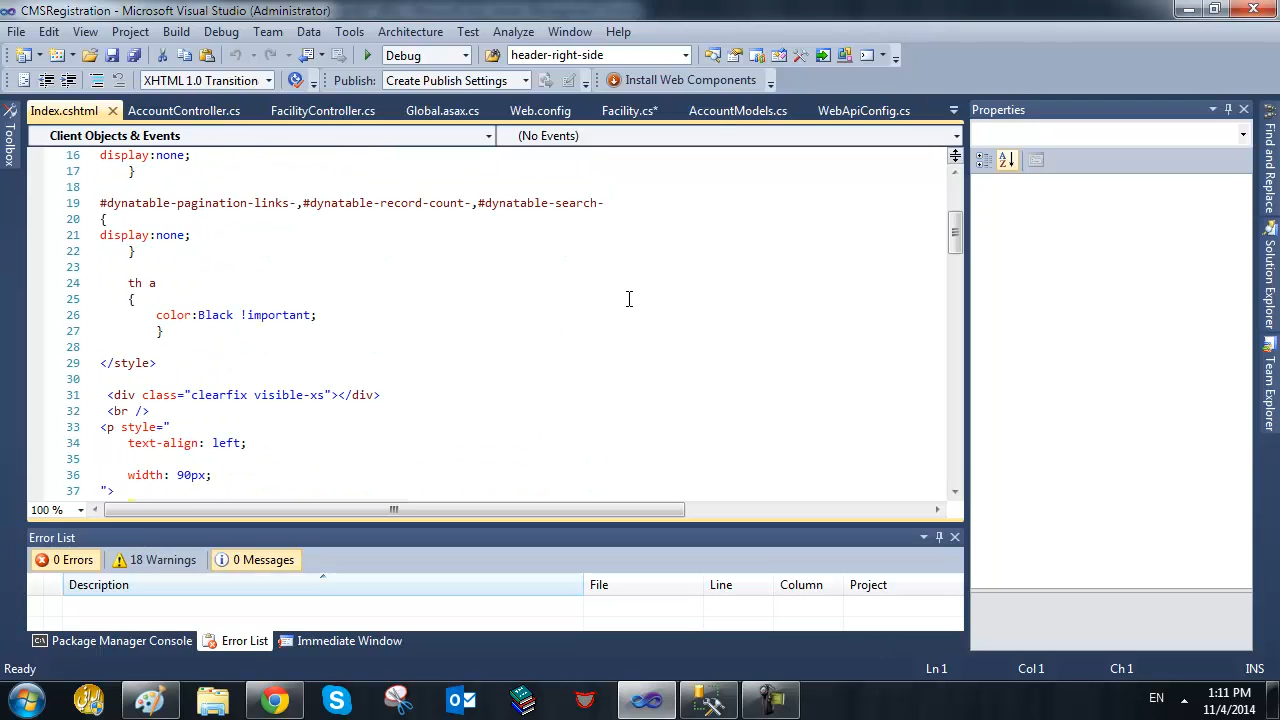 CMSRegistration - Microsoft Visual Studio (Administrator)
File Edit View Project Build Debug Team Data Tools Architecture Test Analyze Window Help
Debug header-right-side
XHTML 1.0 Transition Publish: Create Publish Settings Install Web Components
Index.cshtml AccountController.cs FacilityController.cs Global.asax.cs Web.config Facility.cs* AccountModels.cs WebApiConfig.cs
Properties
Client Objects & Events (No Events)
Toolbox
Find and Replace
Solution Explorer
Team Explorer
16 display:none;
17 }
18
19 #dynatable-pagination-links-,#dynatable-record-count-,#dynatable-search-
20 {
21 display:none;
22 }
23
24 th a
25 {
26 color:Black !important;
27 }
28
29 </style>
30
31 <div class="clearfix visible-xs"></div>
32 <br />
33 <p style="
34 text-align: left;
35
36 width: 90px;
37 ">
100 %
Error List
0 Errors 18 Warnings 0 Messages
Description File Line Column Project
Package Manager Console Error List Immediate Window
Ready Ln 1 Col 1 Ch 1 INS
EN 1:11 PM
11/4/2014